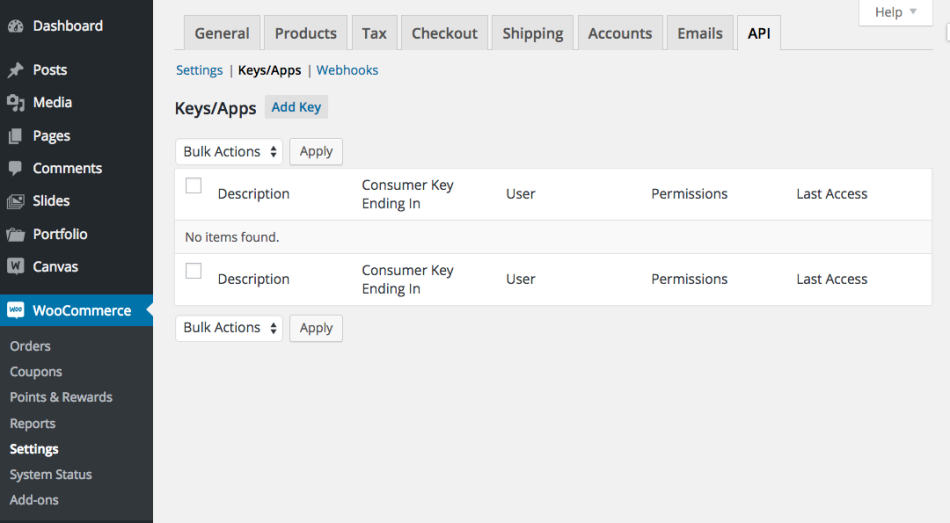 Dashboard
Posts
Media
Pages
Comments
Slides
Portfolio
W Canvas
woo WooCommerce
Orders
Coupons
Points & Rewards
Reports
Settings
System Status
Add-ons
Help
General Products Tax Checkout Shipping Accounts Emails API
Settings | Keys/Apps | Webhooks
Keys/Apps Add Key
Bulk Actions Apply
Description Consumer Key Ending In User Permissions Last Access
No items found.
Description Consumer Key Ending In User Permissions Last Access
Bulk Actions Apply